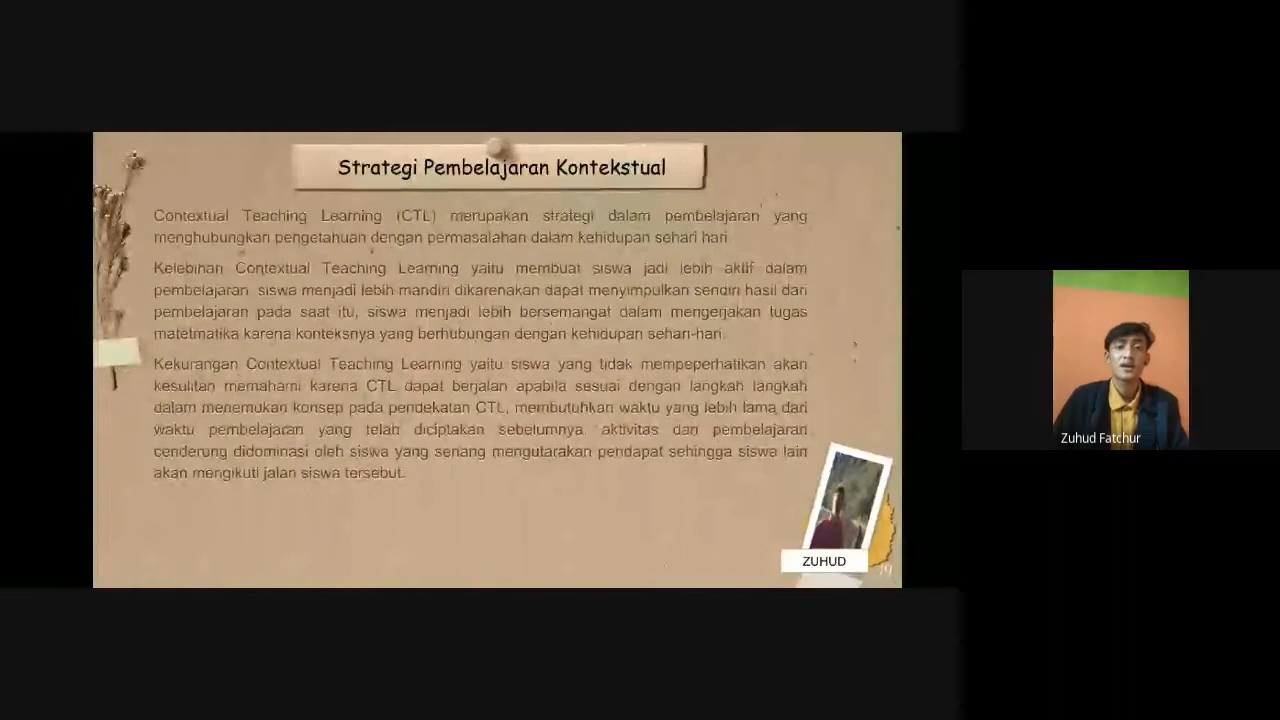 Strategi Pembelajaran Kontekstual
Contextual Teaching Learning (CTL) merupakan strategi dalam pembelajaran yang
menghubungkan pengetahuan dengan permasalahan dalam kehidupan sehari hari
Kelebihan Contextual Teaching Learning yaitu membuat siswa jadi lebih aktif dalam
pembelajaran siswa menjadi lebih mandiri dikarenakan dapat menyimpulkan sendiri hasil dari
pembelajaran pada saat itu, siswa menjadi lebih bersemangat dalam mengerjakan tugas
matetmatika karena konteksnya yang berhubungan dengan kehidupan sehari-hari.
Kekurangan Contextual Teaching Learning yaitu siswa yang tidak mempeperhatikan akan
kesulitan memahami karena CTL dapat berjalan apabila sesuai dengan langkah langkah
dalam menemukan konsep pada pendekatan CTL, membutuhkan waktu yang lebih lama dari
waktu pembelajaran yang telah diciptakan sebelumnya aktivitas dan pembelajaran
cenderung didominasi oleh siswa yang senang mengutarakan pendapat sehingga siswa lain
akan mengikuti jalan siswa tersebut.
ZUHUD
Zuhud Fatchur